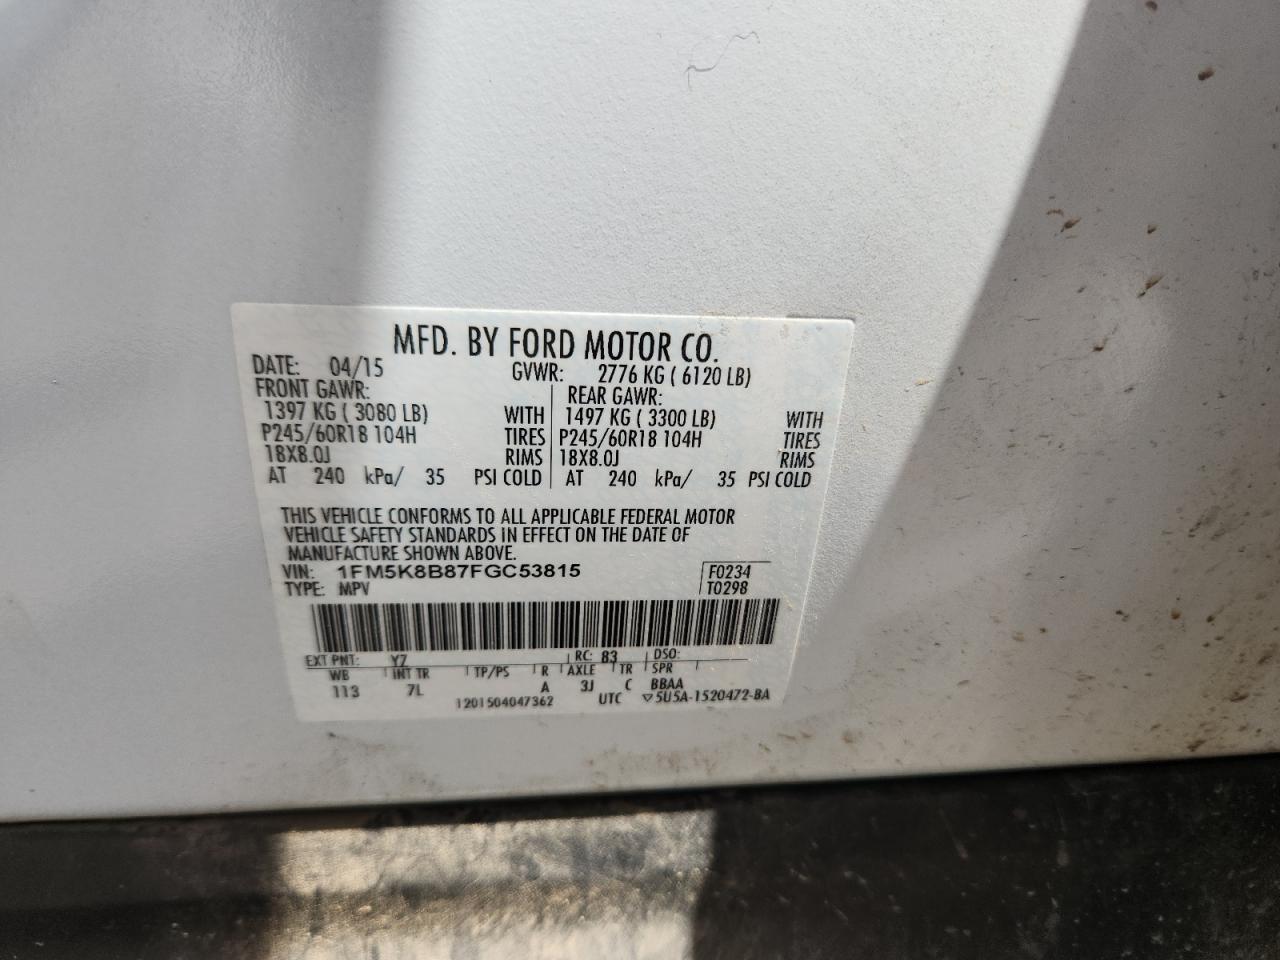 MFD. BY FORD MOTOR CO.
DATE: 04/15 GVWR: 2776 KG ( 6120 LB)
FRONT GAWR: REAR GAWR:
1397 KG ( 3080 LB) WITH 1497 KG ( 3300 LB) WITH
P245/60R18 104H TIRES P245/60R18 104H TIRES
18X8.0J RIMS 18X8.0J RIMS
AT 240 kPa/ 35 PSI COLD AT 240 kPa/ 35 PSI COLD
THIS VEHICLE CONFORMS TO ALL APPLICABLE FEDERAL MOTOR
VEHICLE SAFETY STANDARDS IN EFFECT ON THE DATE OF
MANUFACTURE SHOWN ABOVE.
VIN: 1FM5K8B87FGC53815 F0234
TYPE: MPV T0298
EXT PNT: YZ RC: 83 DSO:
WB INT TR TP/PS R AXLE TR SPR
113 7L A 3J C BBAA
1201504047362 UTC ▽5U5A-1520472-BA